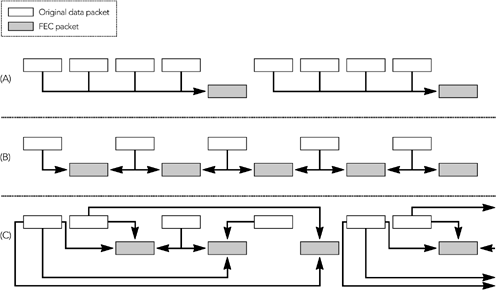 Original data packet
FEC packet
(A)
(B)
(C)